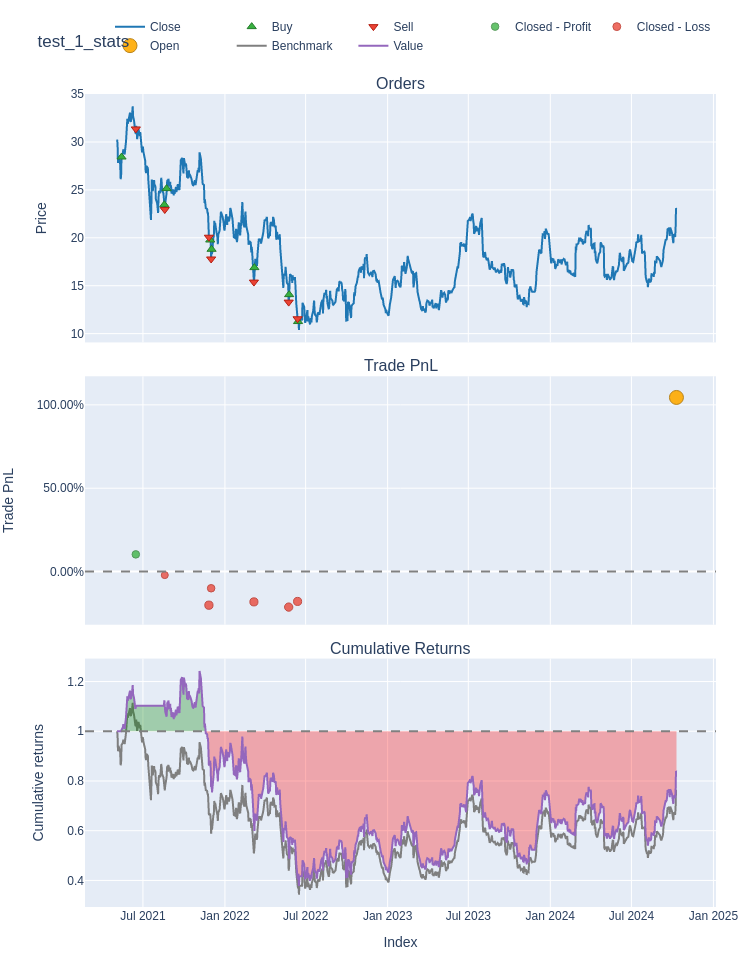 Close Buy Sell Closed - Profit Closed - Loss
test_1_stats Open Benchmark Value
Orders
35
30
25
20
15
10
Price
Trade PnL
100.00%
50.00%
0.00%
Trade PnL
Cumulative Returns
1.2
1
0.8
0.6
0.4
Cumulative returns
Jul 2021 Jan 2022 Jul 2022 Jan 2023 Jul 2023 Jan 2024 Jul 2024 Jan 2025
Index